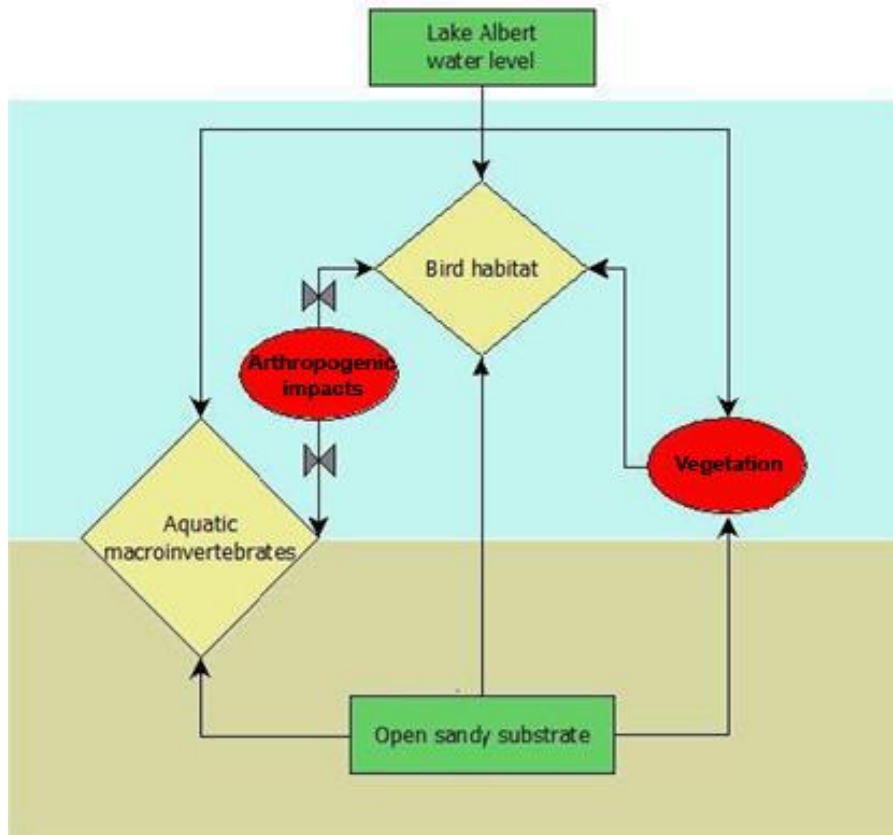 Lake Albert
water level
Bird habitat
Arthropogenic
impacts
Vegetation
Aquatic
macroinvertebrates
Open sandy substrate